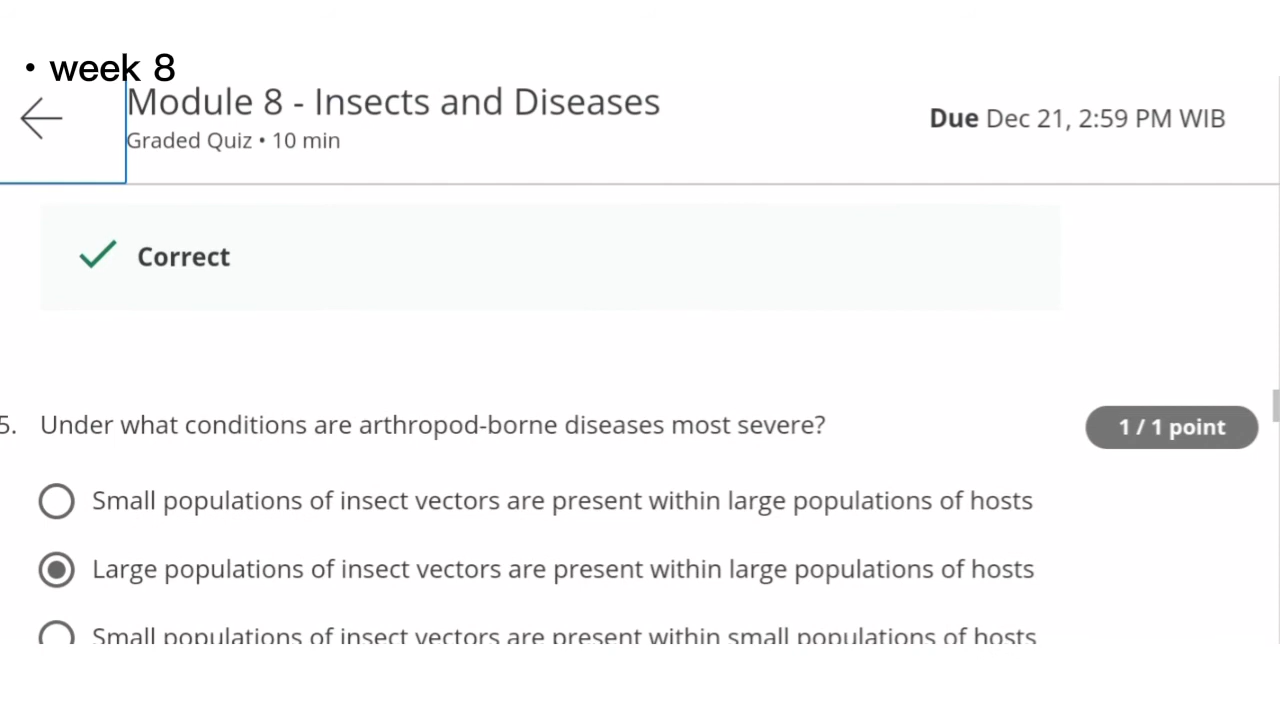 • week 8
Module 8 - Insects and Diseases
Graded Quiz • 10 min
Due Dec 21, 2:59 PM WIB
Correct
5. Under what conditions are arthropod-borne diseases most severe?
1 / 1 point
Small populations of insect vectors are present within large populations of hosts
Large populations of insect vectors are present within large populations of hosts
Small populations of insect vectors are present within small populations of hosts